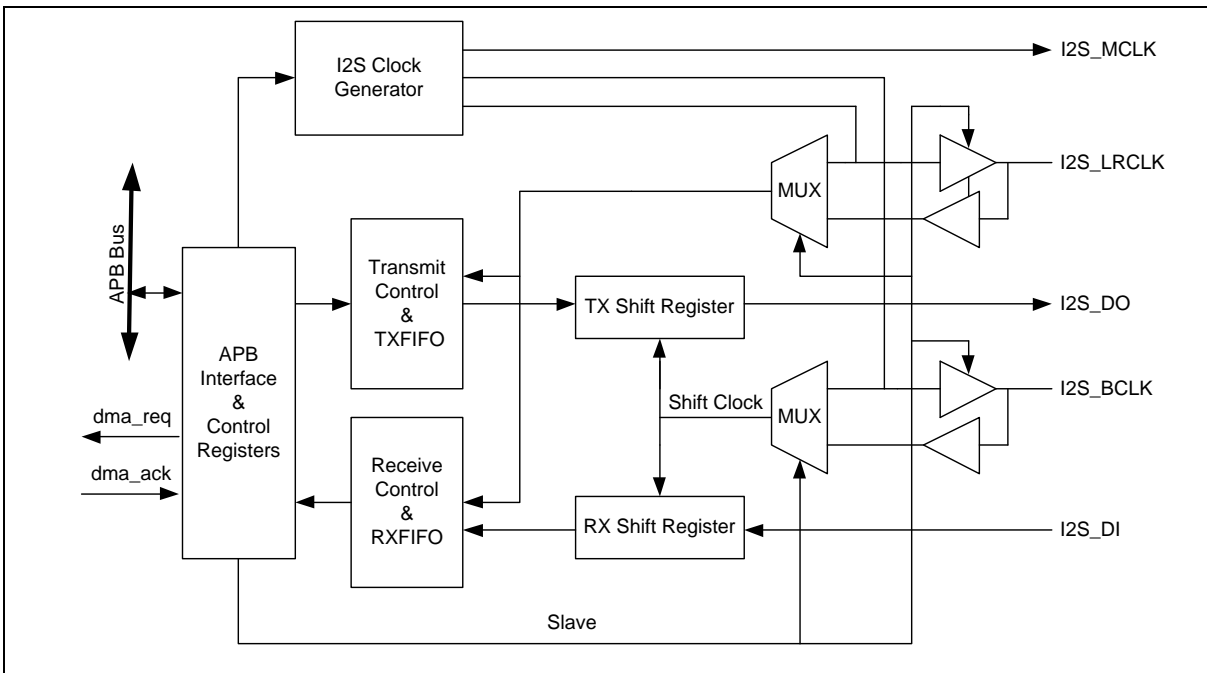 I2S Clock
Generator
I2S_MCLK
I2S_LRCLK
MUX
APB Bus
Transmit
Control
&
TXFIFO
TX Shift Register
I2S_DO
APB
Interface
&
Control
Registers
Shift Clock
MUX
I2S_BCLK
dma_req
dma_ack
Receive
Control
&
RXFIFO
RX Shift Register
I2S_DI
Slave